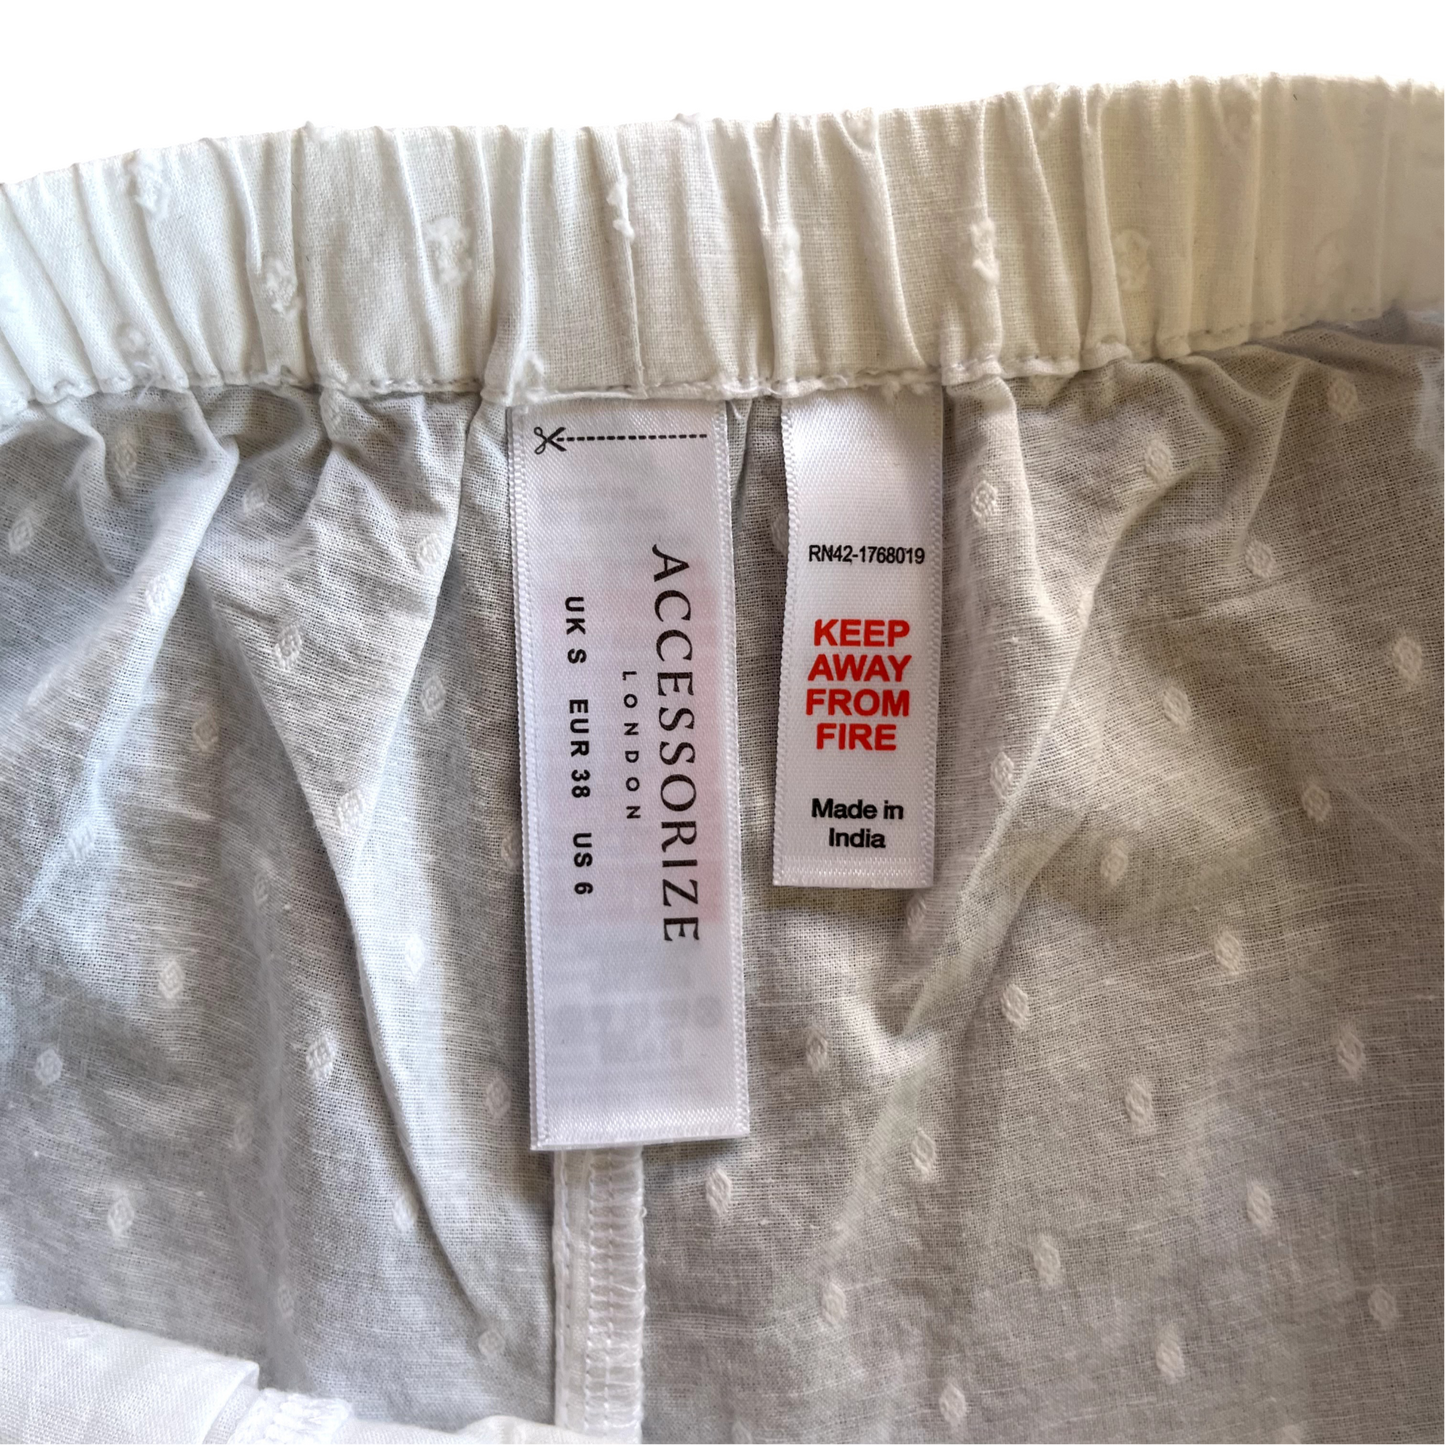 ACCESSORIZE
LONDON
UK S EUR 38 US 6
RN42-1768019
KEEP
AWAY
FROM
FIRE
Made in
India